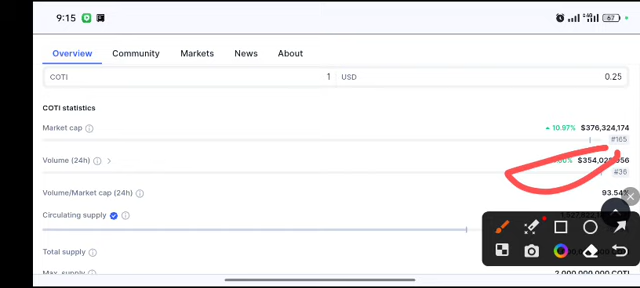 9:15
67
Overview Community Markets News About
COTI 1 USD 0.25
COTI statistics
Market cap 10.97% $376,324,174
#165
Volume (24h)
#36
Volume/Market cap (24h) 93.54%
Circulating supply
Total supply
Max. supply 2,000,000,000 COTI